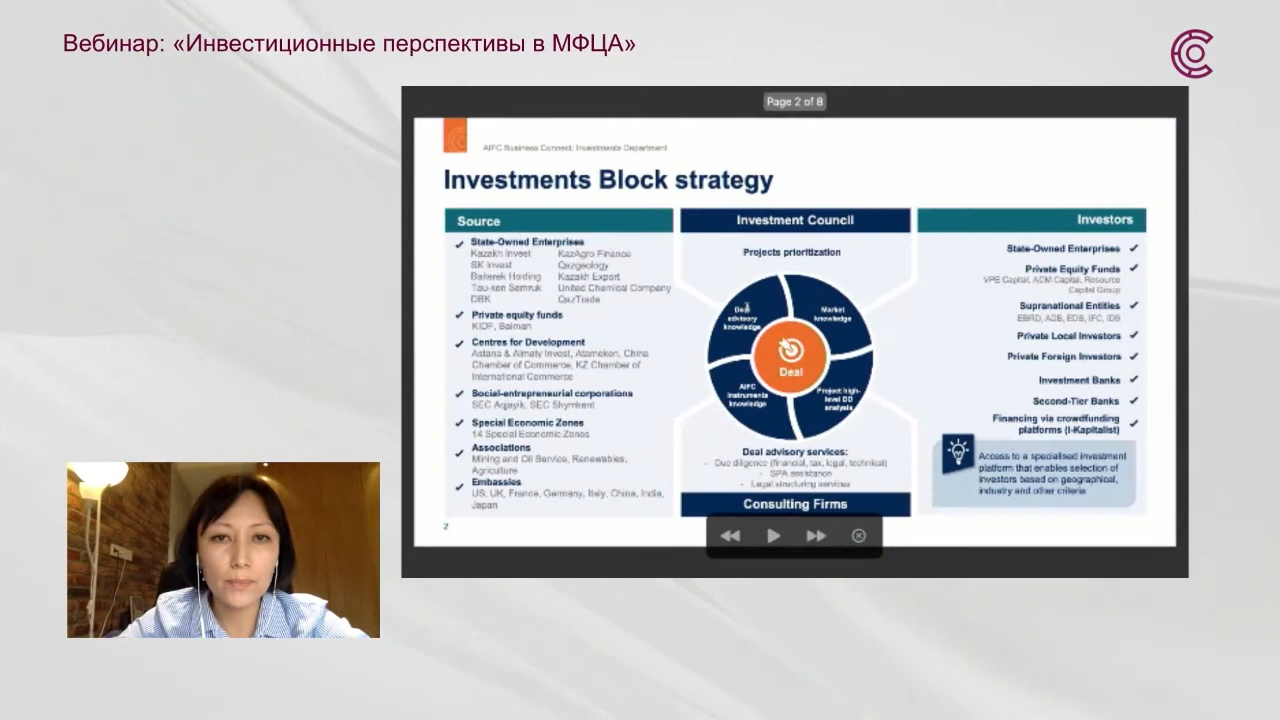 Вебинар: «Инвестиционные перспективы в МФЦА»
Page 2 of 8
AIFC Business Connect: Investments Department
Investments Block strategy
Source
State-Owned Enterprises
Kazakh Invest KazAgro Finance
SK Invest Qazgeology
Baiterek Holding Kazakh Export
Tau-ken Samruk United Chemical Company
DBK QazTrade
Private equity funds
KIDF, Baiman
Centres for Development
Astana & Almaty Invest, Atameken, China
Chamber of Commerce, KZ Chamber of
International Commerce
Social-entrepreneurial corporations
SEC Aqjayik, SEC Shymkent
Special Economic Zones
14 Special Economic Zones
Associations
Mining and Oil Service, Renewables,
Agriculture
Embassies
US, UK, France, Germany, Italy, China, India,
Japan
2
Investment Council
Projects prioritization
Deal
advisory
knowledge
Market
knowledge
Deal
AIFC
instruments
knowledge
Project high-
level DD
analysis
Deal advisory services:
- Due diligence (financial, tax, legal, technical)
- SPA assistance
- Legal structuring services
Consulting Firms
Investors
State-Owned Enterprises
Private Equity Funds
VPE Capital, ADM Capital, Resource
Capital Group
Supranational Entities
EBRD, ADB, EDB, IFC, IDB
Private Local Investors
Private Foreign Investors
Investment Banks
Second-Tier Banks
Financing via crowdfunding
platforms (I-Kapitalist)
Access to a specialised investment
platform that enables selection of
investors based on geographical,
industry and other criteria